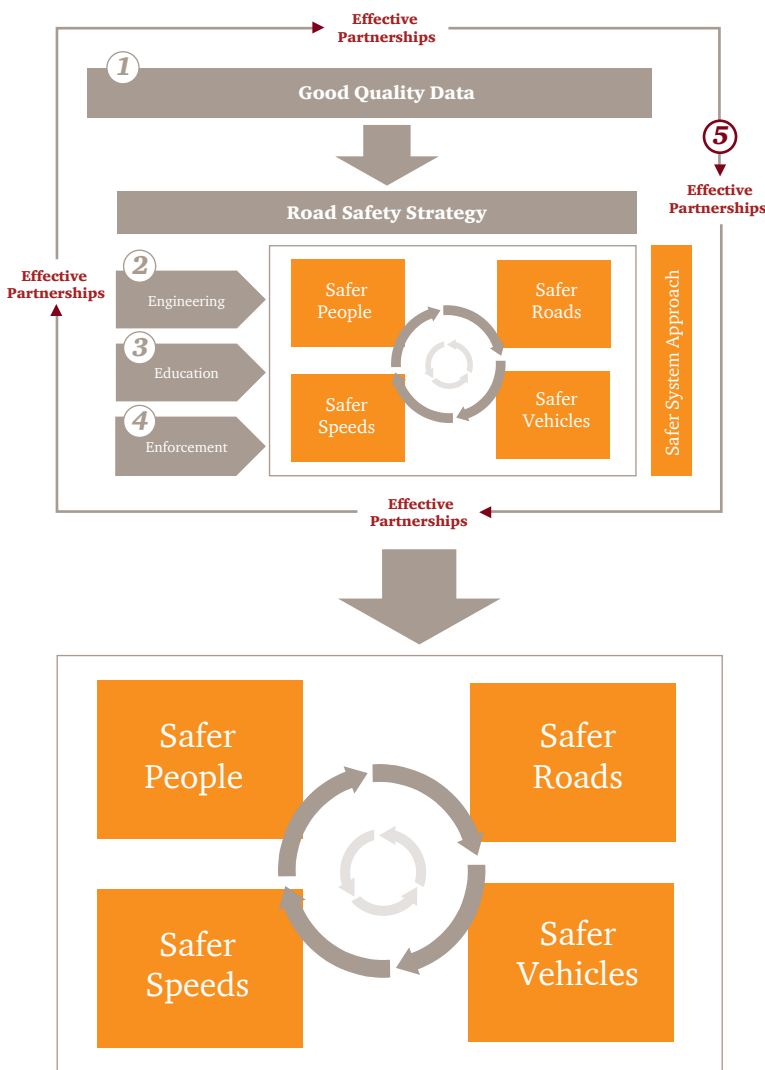 Effective
Partnerships
1
Good Quality Data
5
Effective
Partnerships
Road Safety Strategy
2
Engineering
Effective
Partnerships
3
Education
4
Enforcement
Safer
People
Safer
Roads
Safer
Speeds
Safer
Vehicles
Safer System Approach
Effective
Partnerships
Safer
People
Safer
Roads
Safer
Speeds
Safer
Vehicles